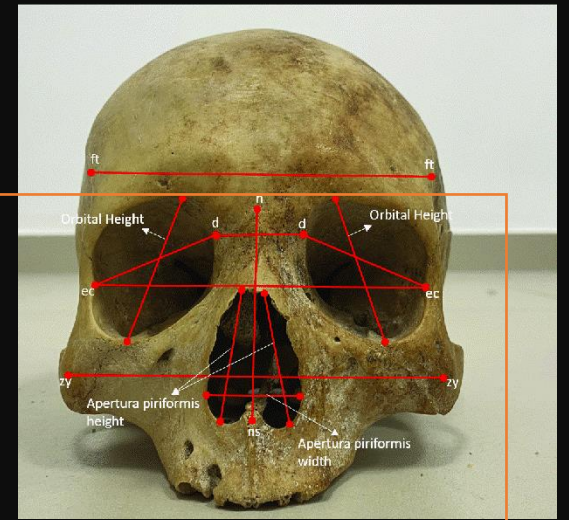 ft
ft
n
Orbital Height
d
d
Orbital Height
ec
ec
zy
zy
Apertura piriformis
height
ns
Apertura piriformis
width